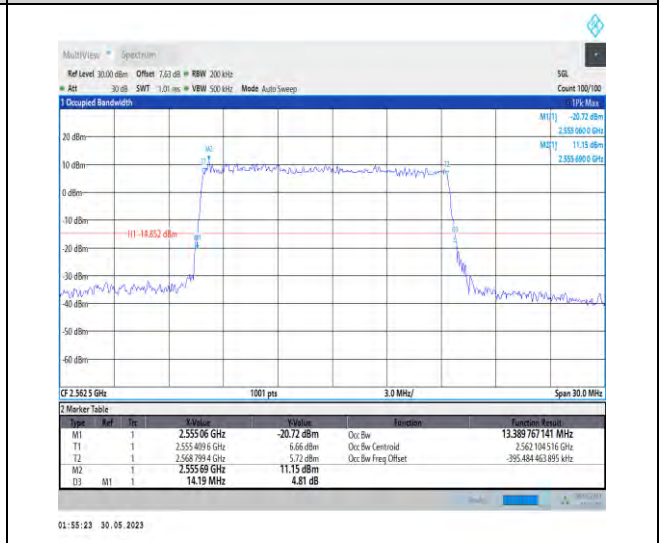 MultiView Spectrum
Ref Level 30.00 dBm Offset 7.63 dB RBW 200 kHz SGL
Att 30 dB SWT 1.01 ms VBW 500 kHz Mode Auto Sweep Count 100/100
1 Occupied Bandwidth 1Pk Max
M1[1] -20.72 dBm
2.555 060 0 GHz
M2[1] 11.15 dBm
2.555 690 0 GHz
20 dBm
M2
T1 T2
10 dBm
0 dBm
-10 dBm
H1 -14.852 dBm
M1 D3
-20 dBm
-30 dBm
-40 dBm
-50 dBm
-60 dBm
CF 2.562 5 GHz 1001 pts 3.0 MHz/ Span 30.0 MHz
2 Marker Table
Type Ref Trc X-Value Y-Value Function Function Result
M1 1 2.555 06 GHz -20.72 dBm Occ Bw 13.389 767 141 MHz
T1 1 2.555 409 6 GHz 6.66 dBm Occ Bw Centroid 2.562 104 516 GHz
T2 1 2.568 799 4 GHz 5.72 dBm Occ Bw Freq Offset -395.484 463 895 kHz
M2 1 2.555 69 GHz 11.15 dBm
D3 M1 1 14.19 MHz 4.81 dB
01:55:23 30.05.2023